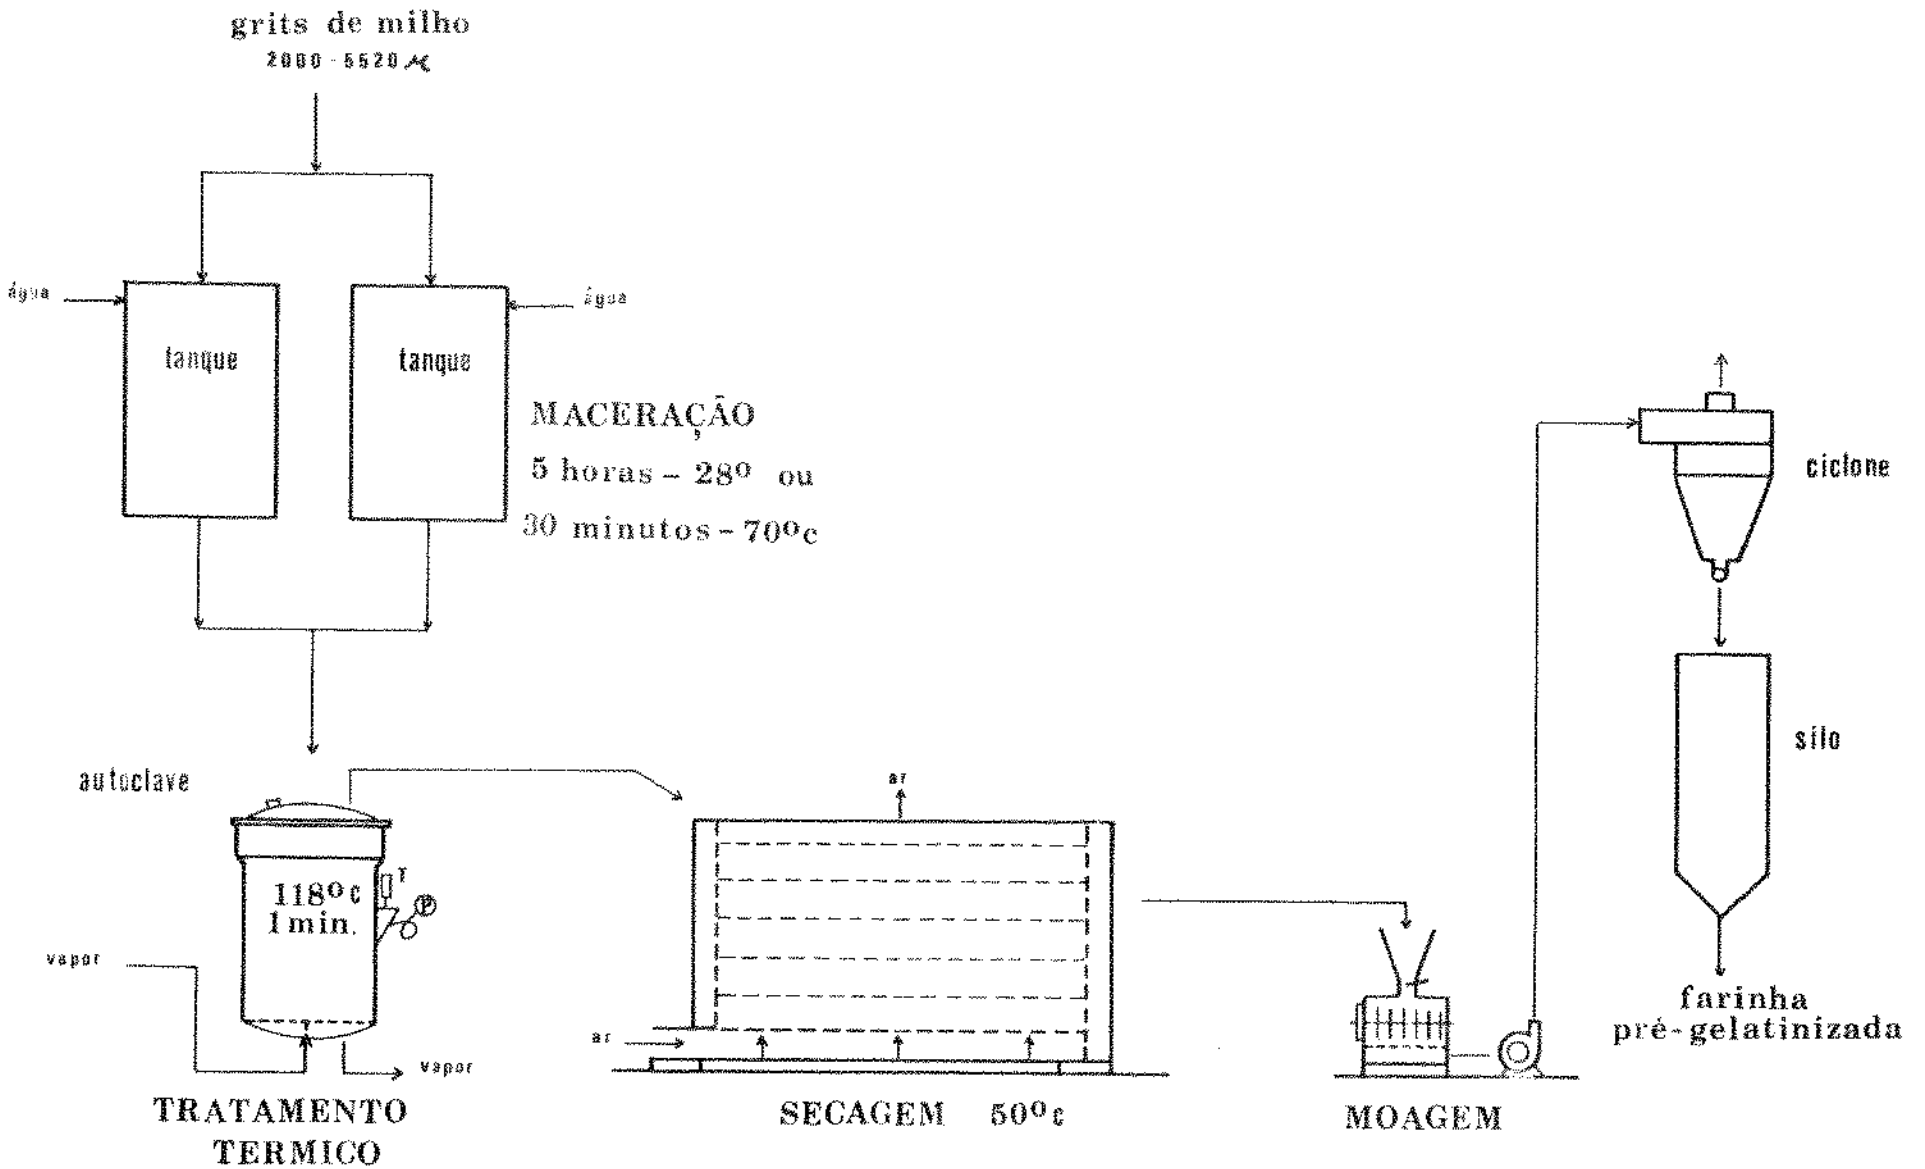 grits de milho
2000-5520 µ
água
água
tanque
tanque
MACERAÇÃO
5 horas - 28º ou
30 minutos - 70ºc
ciclone
silo
autoclave
ar
118ºc
1 min.
T
P
vapor
ar
vapor
farinha
pré-gelatinizada
TRATAMENTO
TERMICO
SECAGEM 50ºc
MOAGEM